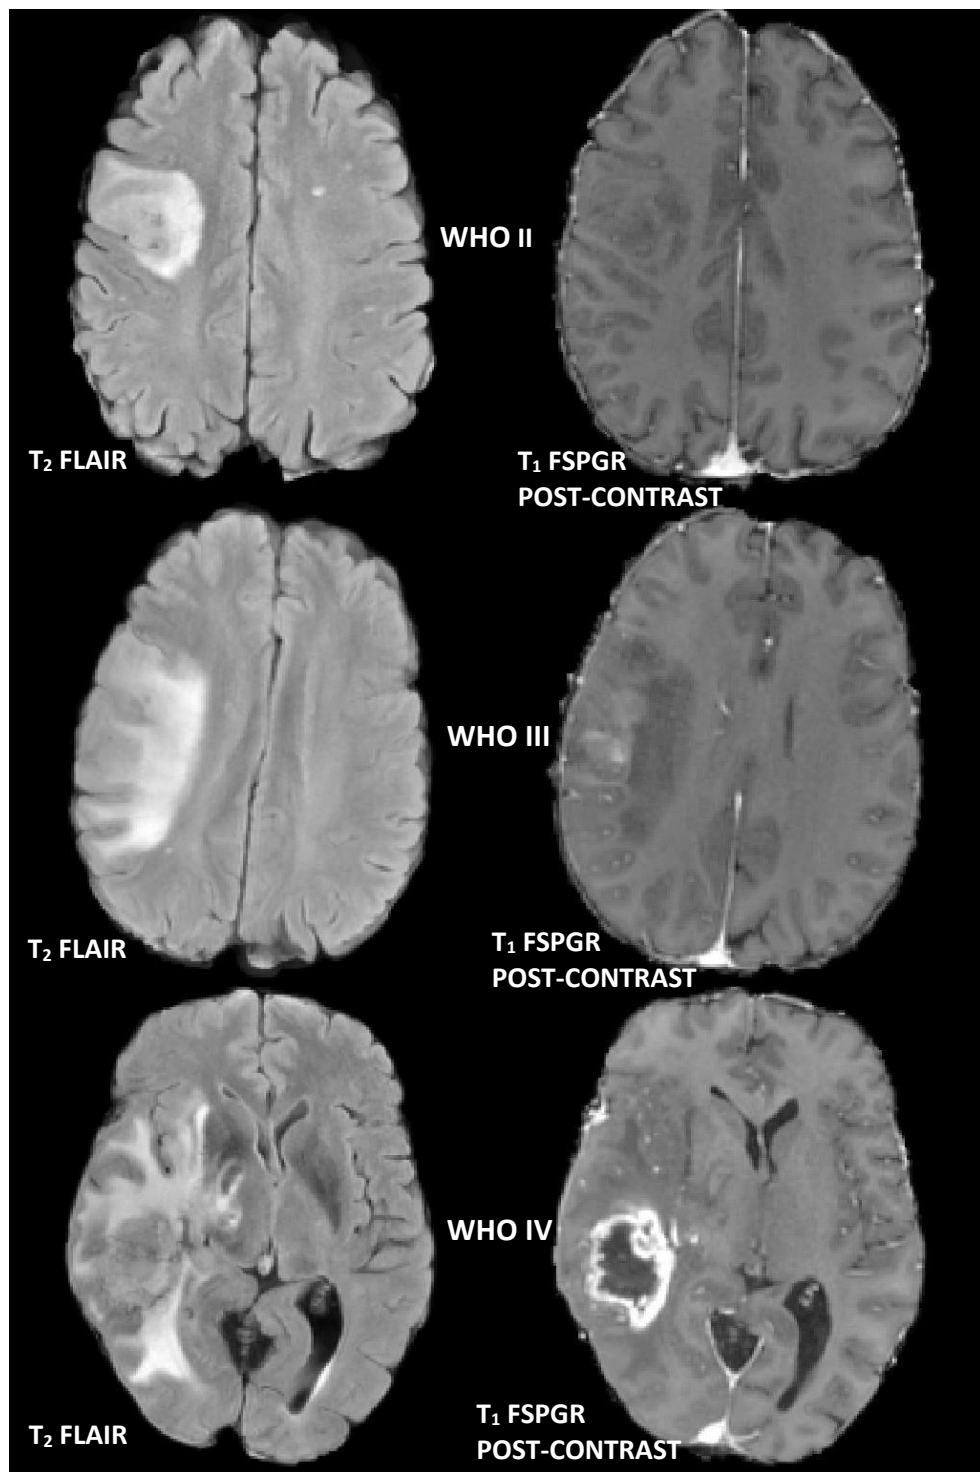 WHO II
T₂ FLAIR
T₁ FSPGR
POST-CONTRAST
WHO III
T₂ FLAIR
T₁ FSPGR
POST-CONTRAST
WHO IV
T₂ FLAIR
T₁ FSPGR
POST-CONTRAST